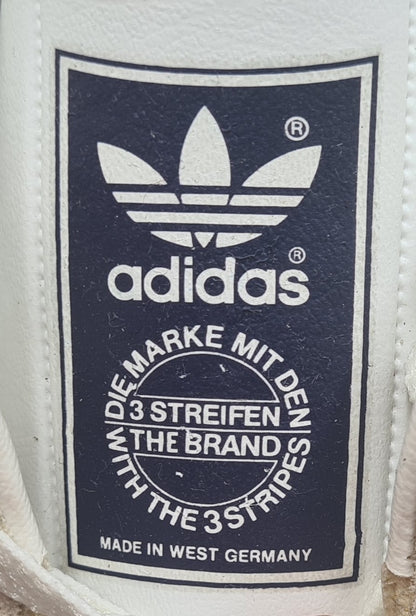 ®
adidas®
DIE MARKE MIT DEN
3 STREIFEN
THE BRAND
WITH THE 3 STRIPES
MADE IN WEST GERMANY